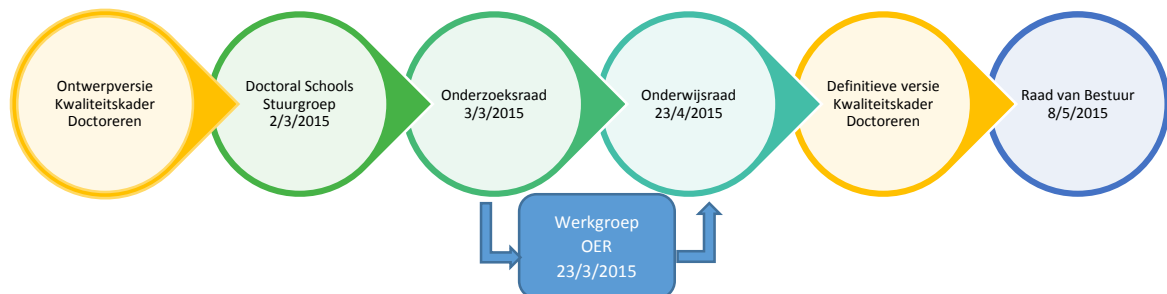 Ontwerpversie
Kwaliteitskader
Doctoreren
Doctoral Schools
Stuurgroep
2/3/2015
Onderzoeksraad
3/3/2015
Onderwijsraad
23/4/2015
Definitieve versie
Kwaliteitskader
Doctoreren
Raad van Bestuur
8/5/2015
Werkgroep
OER
23/3/2015